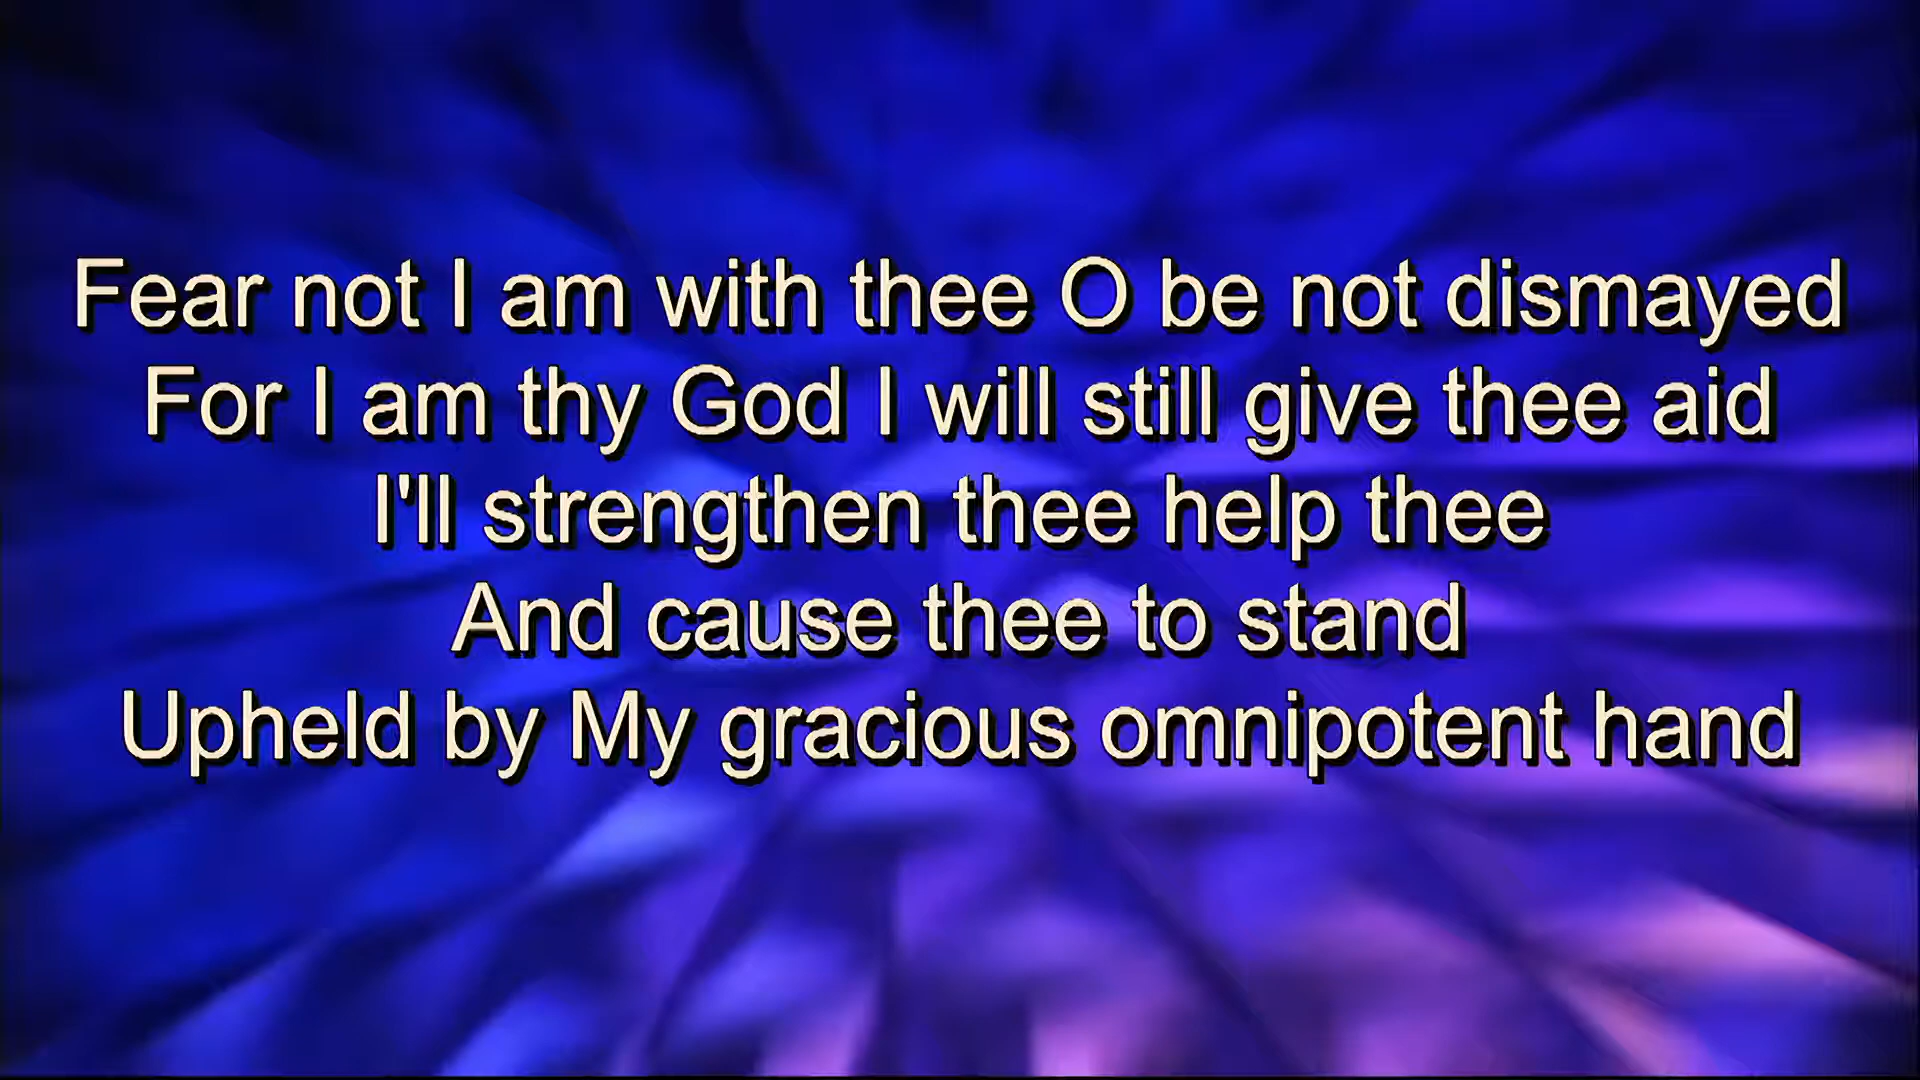 Fear not I am with thee O be not dismayed
For I am thy God I will still give thee aid
I'll strengthen thee help thee
And cause thee to stand
Upheld by My gracious omnipotent hand